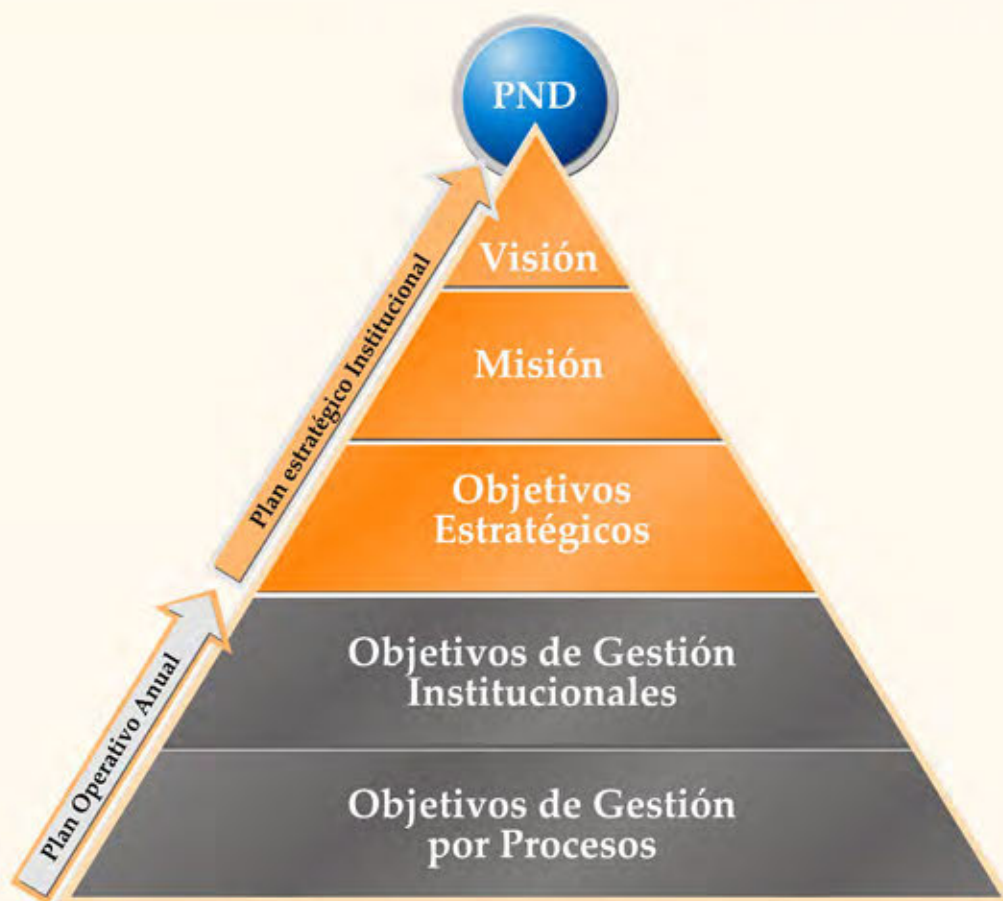 PND
Visión
Misión
Objetivos
Estratégicos
Objetivos de Gestión
Institucionales
Objetivos de Gestión
por Procesos
Plan estratégico Institucional
Plan Operativo Anual